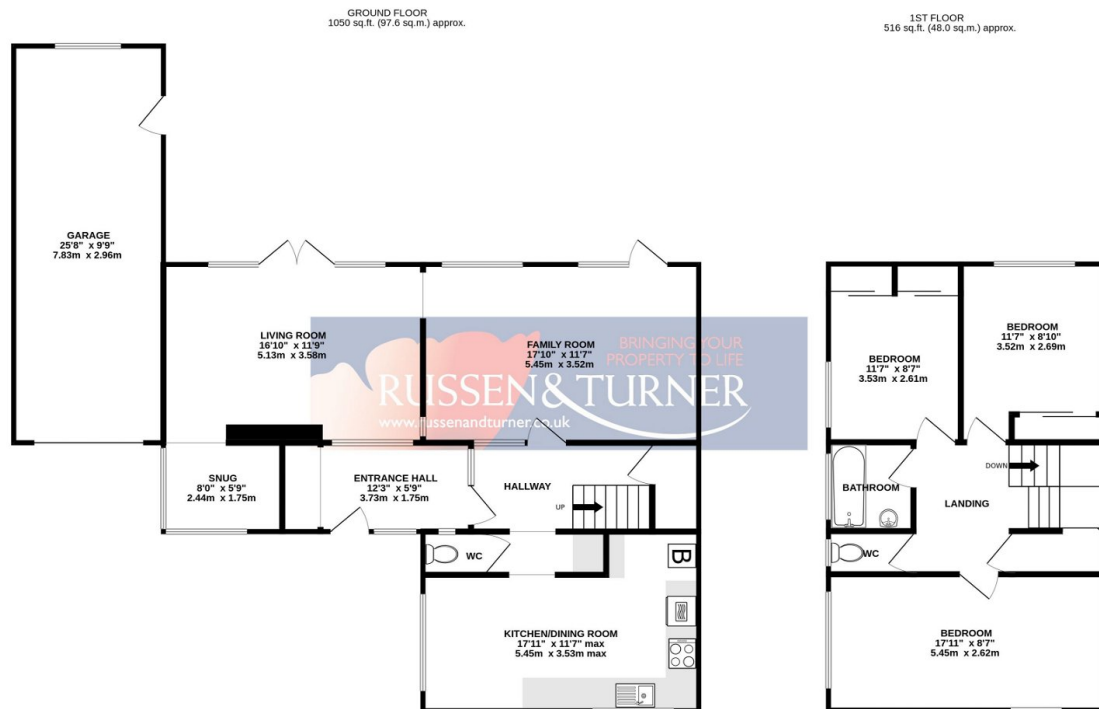 GROUND FLOOR
1050 sq.ft. (97.6 sq.m.) approx.
1ST FLOOR
516 sq.ft. (48.0 sq.m.) approx.
GARAGE
25'8" x 9'9"
7.83m x 2.96m
LIVING ROOM
16'10" x 11'9"
5.13m x 3.58m
FAMILY ROOM
17'10" x 11'7"
5.45m x 3.52m
BRINGING YOUR
PROPERTY TO LIFE
RUSSEN & TURNER
www.russenandturner.co.uk
SNUG
8'0" x 5'9"
2.44m x 1.75m
ENTRANCE HALL
12'3" x 5'9"
3.73m x 1.75m
HALLWAY
UP
WC
B
KITCHEN/DINING ROOM
17'11" x 11'7" max
5.45m x 3.53m max
BEDROOM
11'7" x 8'7"
3.53m x 2.61m
BEDROOM
11'7" x 8'10"
3.52m x 2.69m
BATHROOM
DOWN
LANDING
WC
BEDROOM
17'11" x 8'7"
5.45m x 2.62m